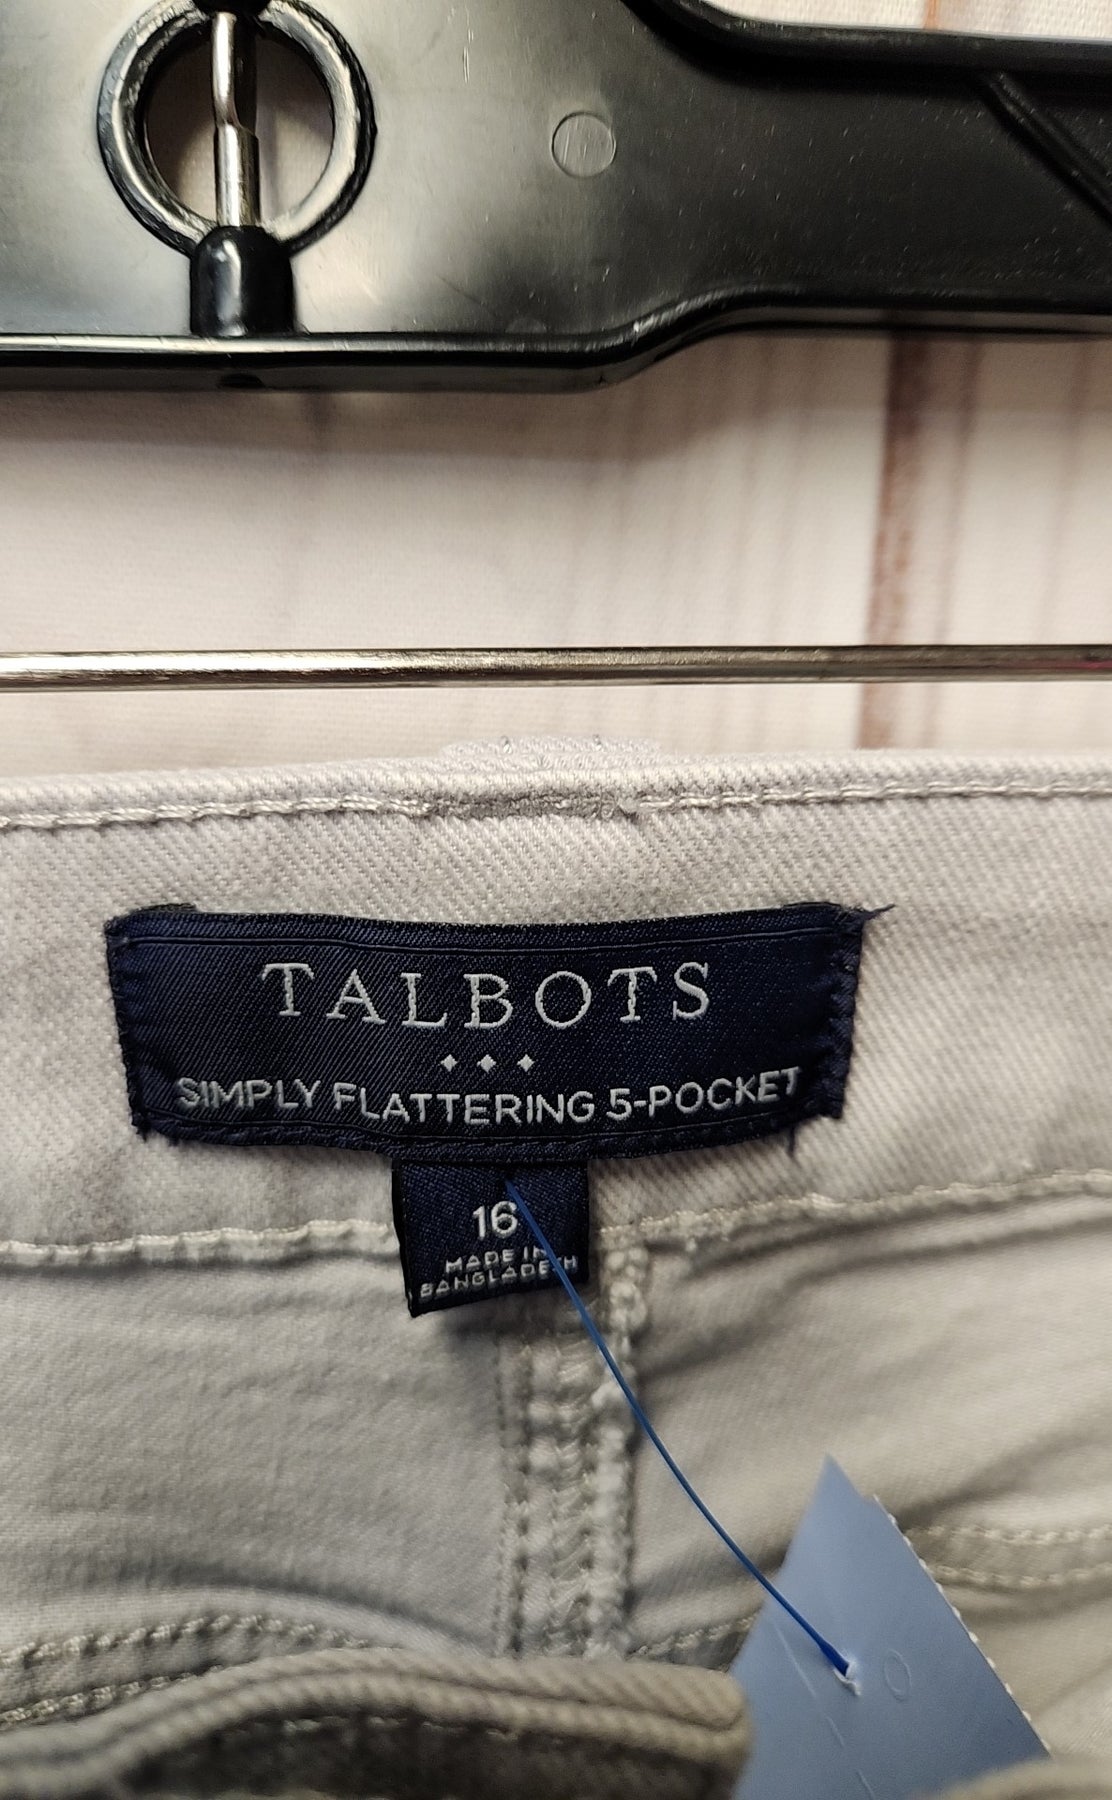 TALBOTS
SIMPLY FLATTERING 5-POCKET
16
MADE IN
BANGLADESH